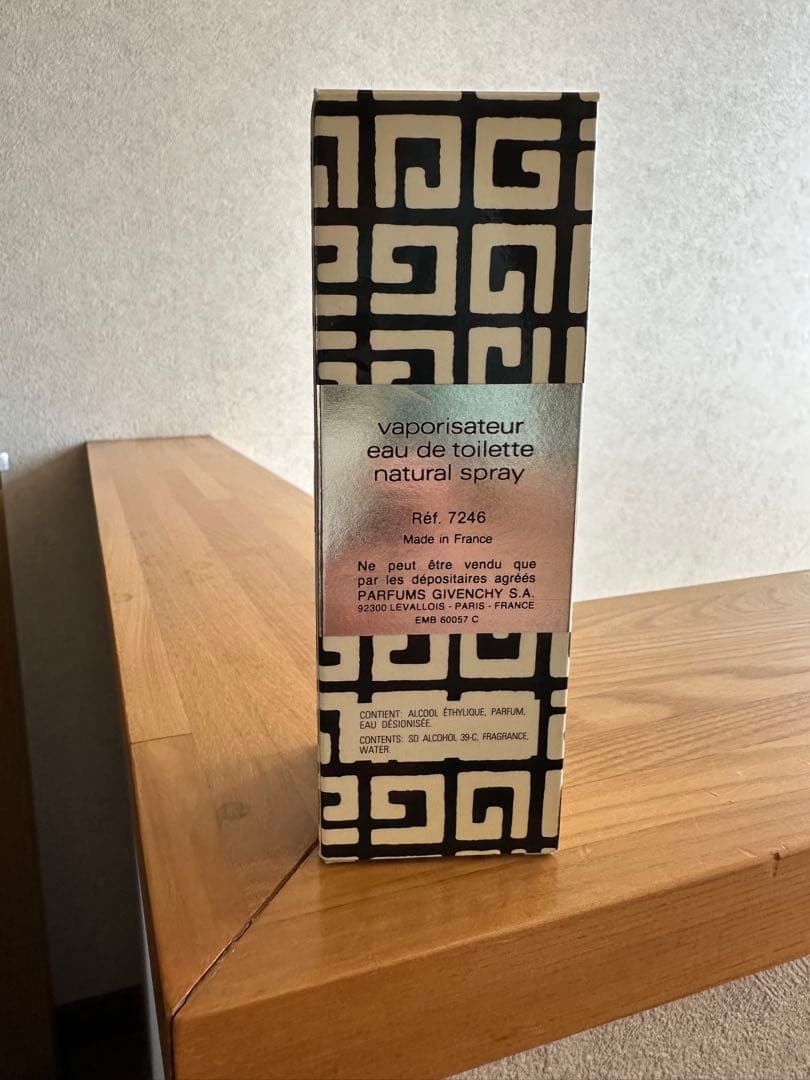 vaporisateur
eau de toilette
natural spray
Réf. 7246
Made in France
Ne peut être vendu que
par les dépositaires agréés
PARFUMS GIVENCHY S.A.
92300 LEVALLOIS - PARIS - FRANCE
EMB 60057 C
CONTIENT: ALCOOL ÉTHYLIQUE, PARFUM,
EAU DÉSIONISÉE.
CONTENTS: SD ALCOHOL 39-C, FRAGRANCE,
WATER.